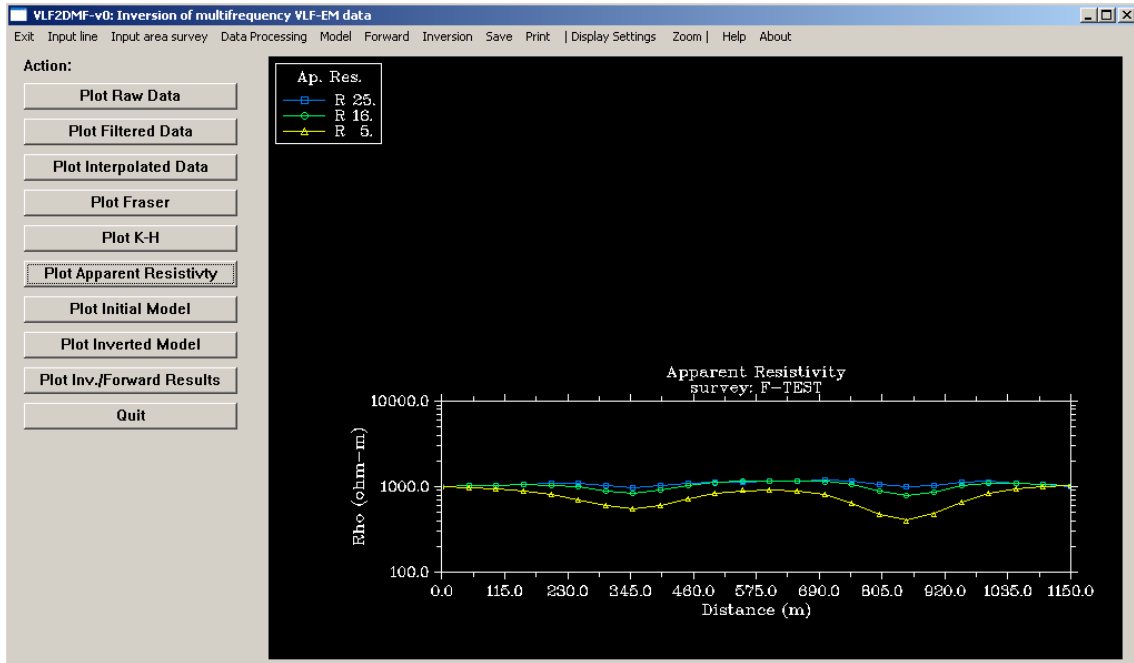 VLF2DMF-v0: Inversion of multifrequency VLF-EM data
Exit Input line Input area survey Data Processing Model Forward Inversion Save Print | Display Settings Zoom | Help About
Action:
Plot Raw Data
Plot Filtered Data
Plot Interpolated Data
Plot Fraser
Plot K-H
Plot Apparent Resistivty
Plot Initial Model
Plot Inverted Model
Plot Inv./Forward Results
Quit
Ap. Res.
R 25.
R 16.
R 5.
Apparent Resistivity
survey: F-TEST
10000.0
1000.0
100.0
Rho (ohm-m)
0.0 115.0 230.0 345.0 460.0 575.0 690.0 805.0 920.0 1035.0 1150.0
Distance (m)